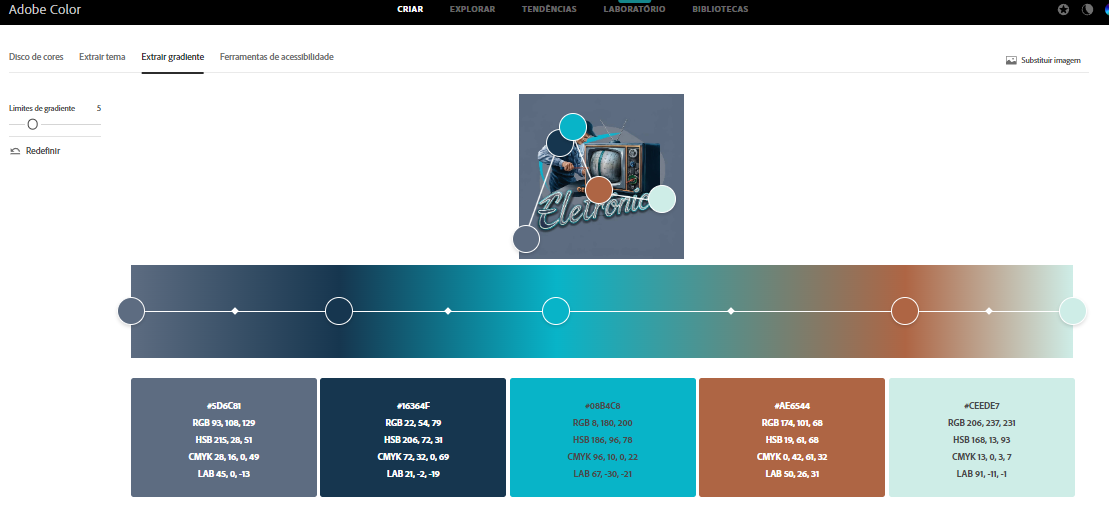 Adobe Color
CRIAR EXPLORAR TENDÊNCIAS LABORATÓRIO BIBLIOTECAS
Disco de cores Extrair tema Extrair gradiente Ferramentas de acessibilidade
Substituir imagem
Limites de gradiente 5
Redefinir
Eletronic
#5D6C81
RGB 93, 108, 129
HSB 215, 28, 51
CMYK 28, 16, 0, 49
LAB 45, 0, -13
#16364F
RGB 22, 54, 79
HSB 206, 72, 31
CMYK 72, 32, 0, 69
LAB 21, -2, -19
#08B4C8
RGB 8, 180, 200
HSB 186, 96, 78
CMYK 96, 10, 0, 22
LAB 67, -30, -21
#AE6544
RGB 174, 101, 68
HSB 19, 61, 68
CMYK 0, 42, 61, 32
LAB 50, 26, 31
#CEEDE7
RGB 206, 237, 231
HSB 168, 13, 93
CMYK 13, 0, 3, 7
LAB 91, -11, -1